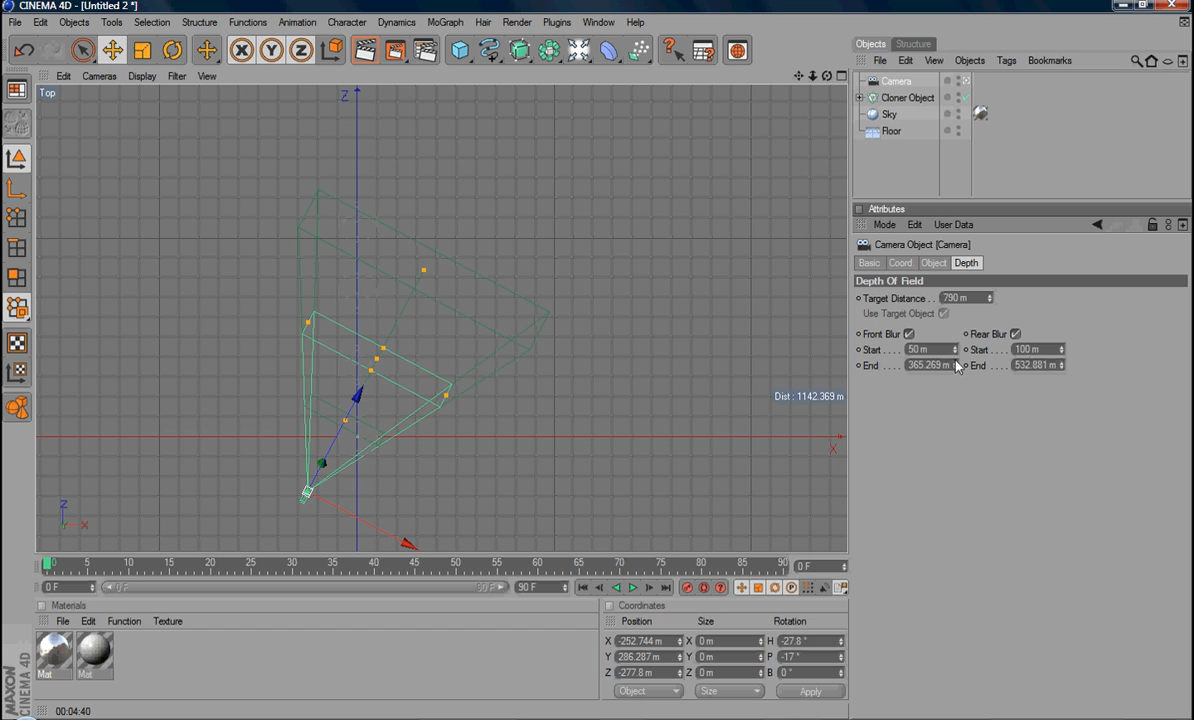 CINEMA 4D - [Untitled 2 *]
File Edit Objects Tools Selection Structure Functions Animation Character Dynamics MoGraph Hair Render Plugins Window Help
X Y Z
Objects Structure
File Edit View Objects Tags Bookmarks
Edit Cameras Display Filter View
Camera
Cloner Object
Sky
Floor
Top
Z
Attributes
Mode Edit User Data
Camera Object [Camera]
Basic Coord. Object Depth
Depth Of Field
Target Distance . . 790 m
Use Target Object
Front Blur Rear Blur
Start . . . . 50 m Start . . . 100 m
End . . . . 365.269 m End . . . . 532.881 m
Dist : 1142.369 m
X
Z
X
0 5 10 15 20 25 30 35 40 45 50 55 60 65 70 75 80 85 90 0 F
0 F 0 F 90 F 90 F
Materials
File Edit Function Texture
Mat Mat
Coordinates
Position Size Rotation
X -252.744 m X 0 m H -27.8 °
Y 286.287 m Y 0 m P -17 °
Z -277.8 m Z 0 m B 0 °
Object Size Apply
MAXON
CINEMA 4D
00:04:40